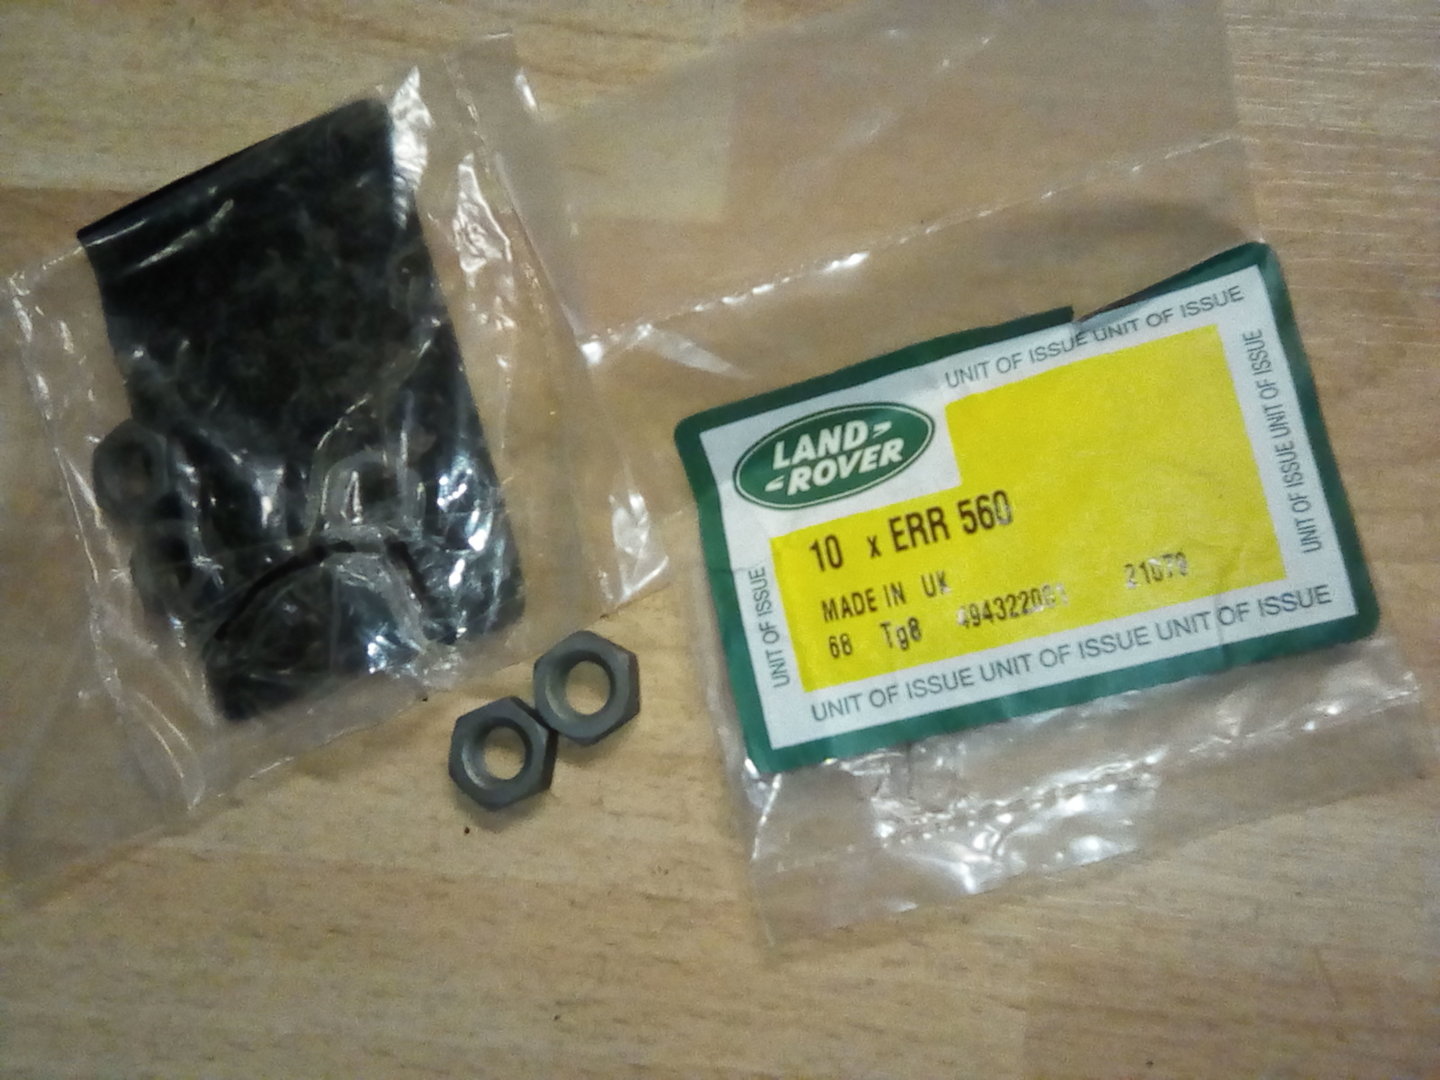 UNIT OF ISSUE UNIT OF ISSUE
LAND-
-ROVER
10 x ERR 560
MADE IN UK
68 Tg8
UNIT OF ISSUE
UNIT OF ISSUE UNIT OF ISSUE
UNIT OF ISSUE UNIT OF ISSUE UNIT OF ISSUE